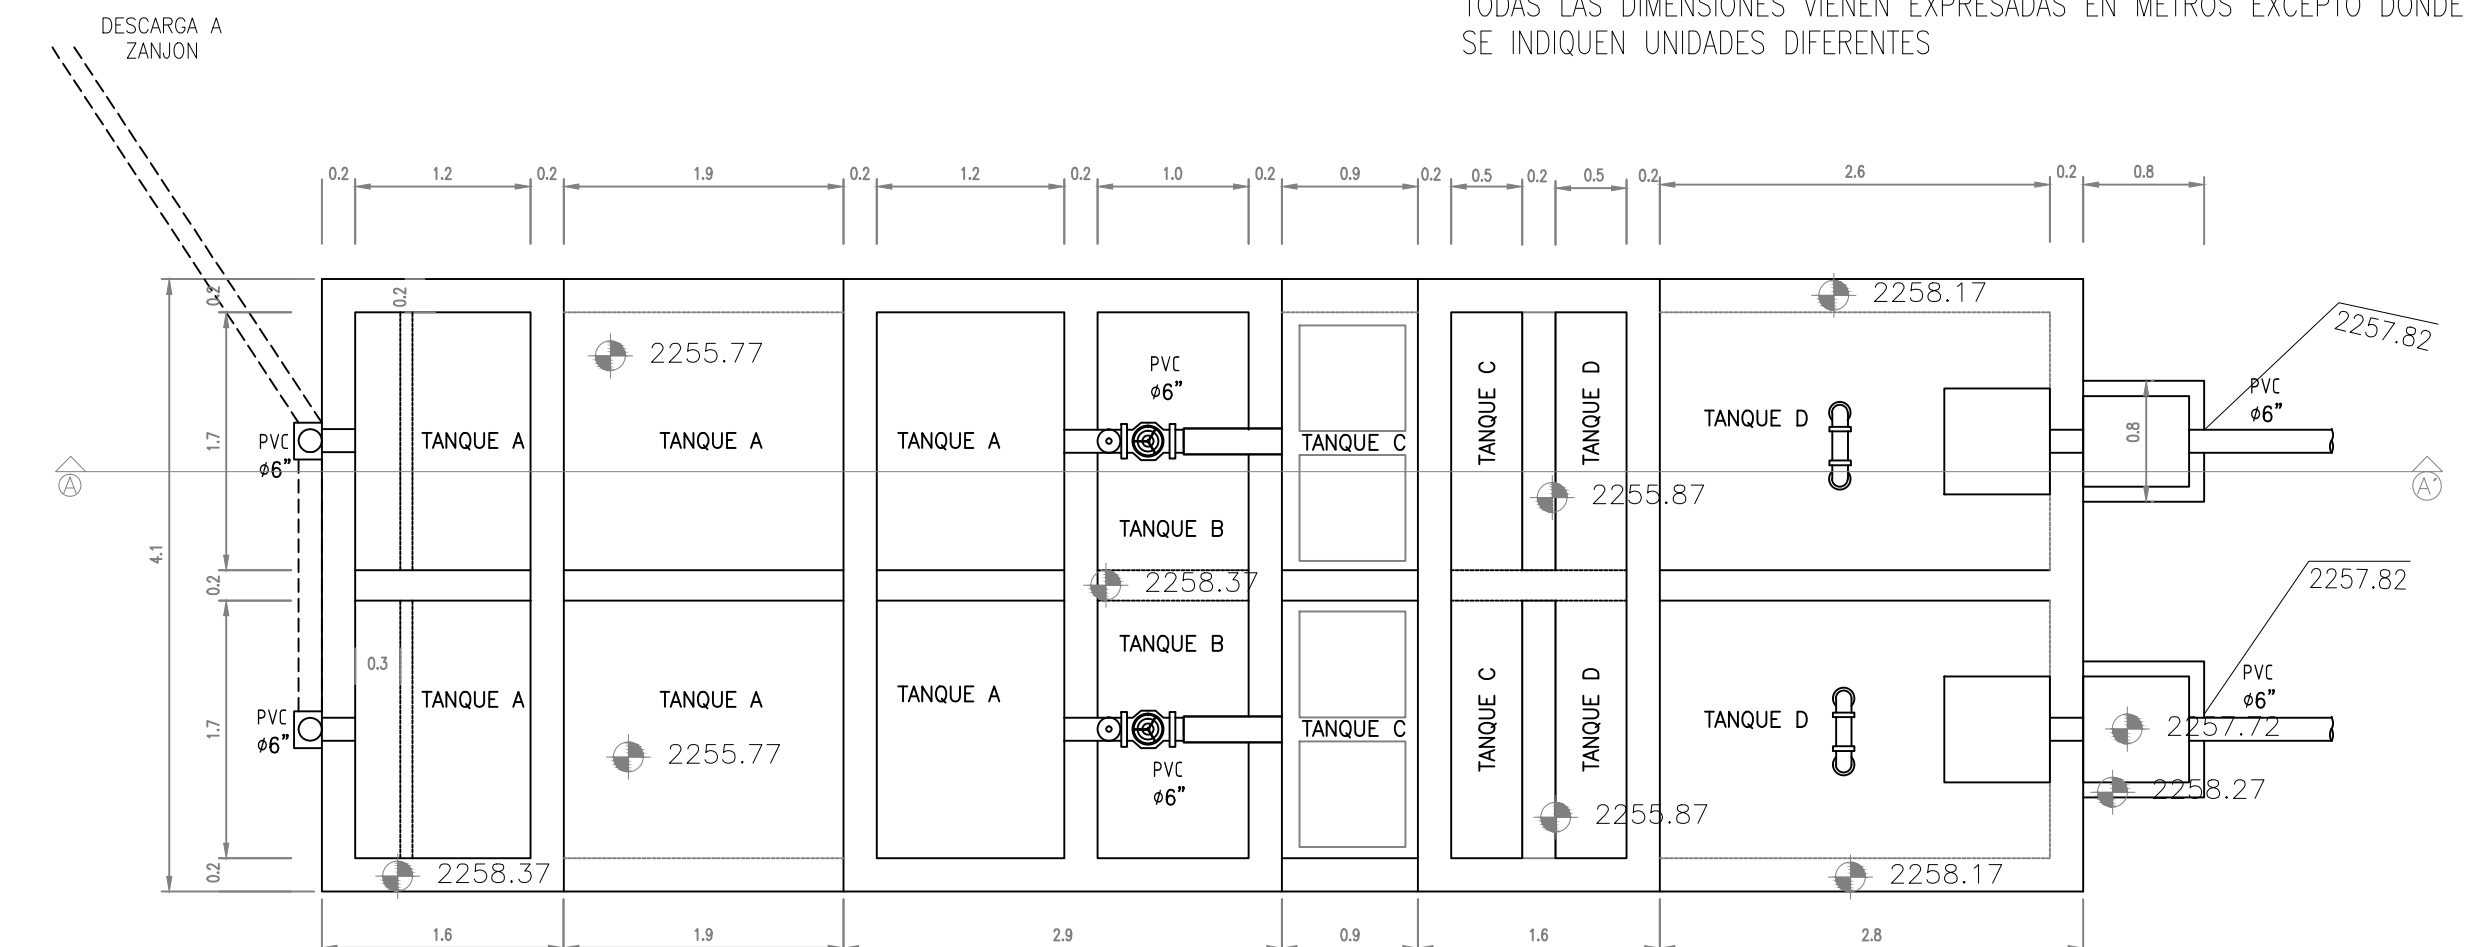 DESCARGA A
ZANJON
TODAS LAS DIMENSIONES VIENEN EXPRESADAS EN METROS EXCEPTO DONDE
SE INDIQUEN UNIDADES DIFERENTES
0.2 1.2 0.2 1.9 0.2 1.2 0.2 1.0 0.2 0.9 0.2 0.5 0.2 0.5 0.2 2.6 0.2 0.8
0.2
0.2
2258.17
2257.82
2255.77
PVC
ø6"
PVC
ø6"
TANQUE C
TANQUE D
TANQUE D
1.7
PVC
ø6"
TANQUE A
TANQUE A
TANQUE A
TANQUE C
0.8
A
A'
2255.87
TANQUE B
4.1
0.2
2258.37
2257.82
TANQUE B
0.3
TANQUE A
TANQUE A
TANQUE A
TANQUE C
TANQUE C
TANQUE D
TANQUE D
PVC
ø6"
1.7
PVC
ø6"
2257.72
2255.77
PVC
ø6"
2258.27
2255.87
0.2
2258.37
2258.17
1.6 1.9 2.9 0.9 1.6 2.8